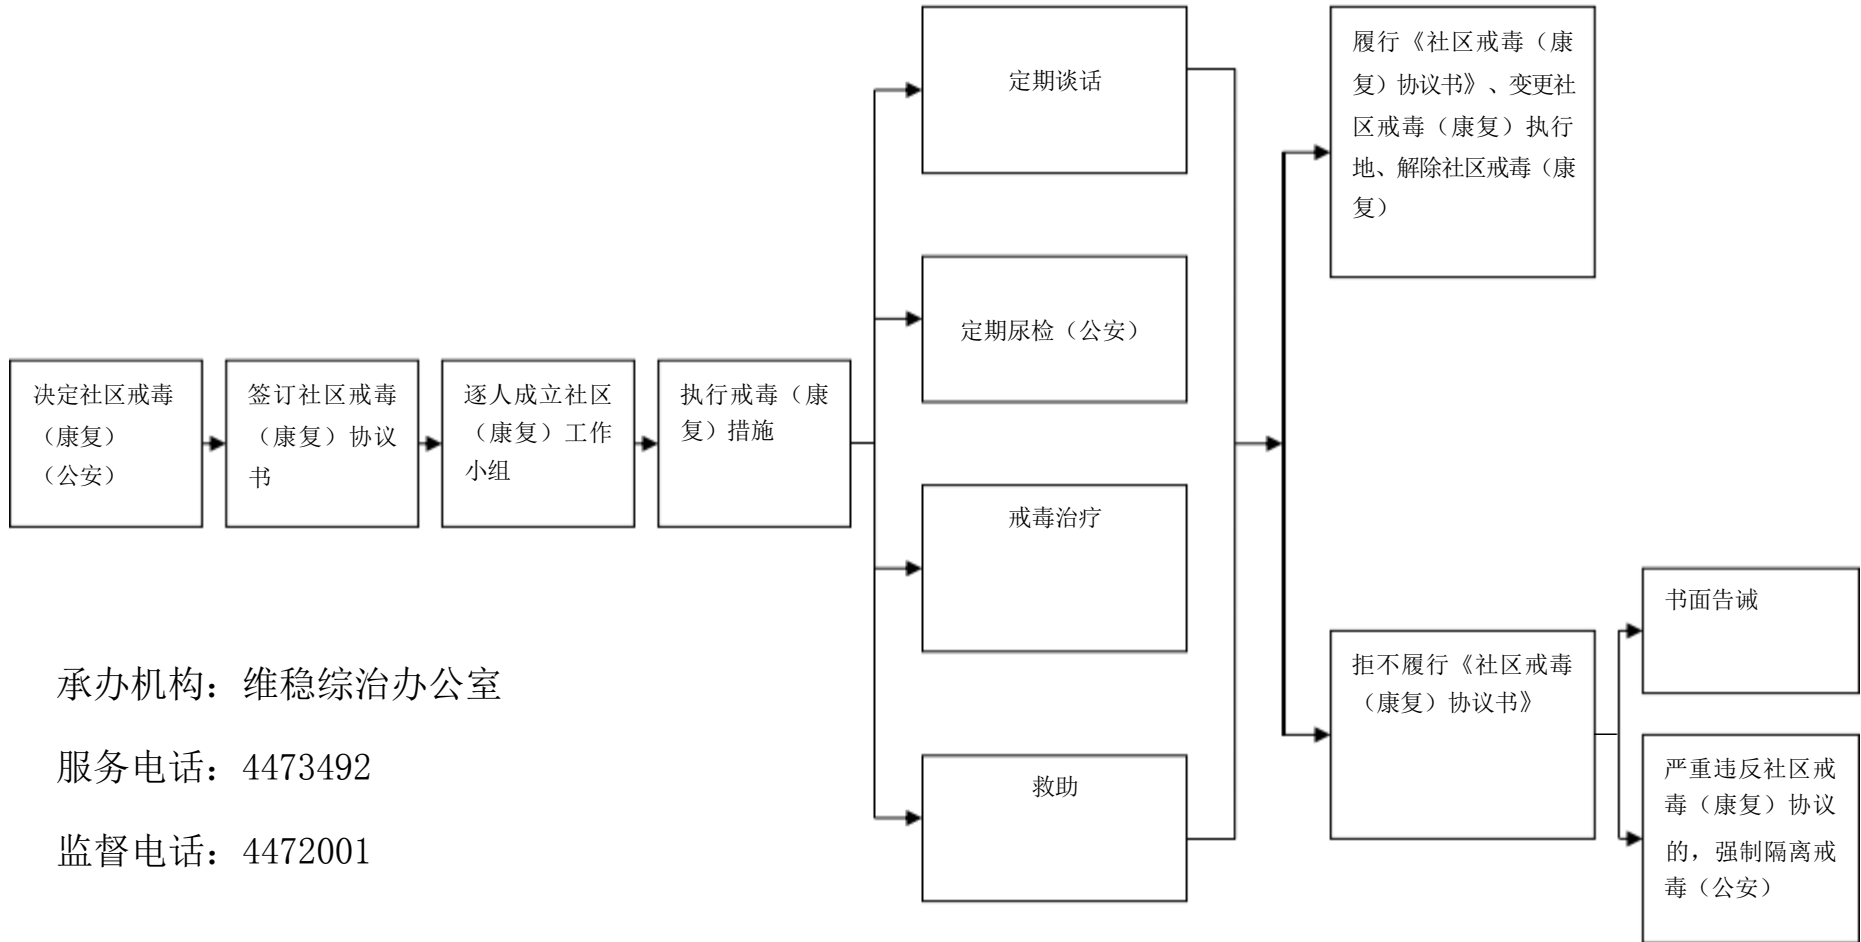 决定社区戒毒
（康复）
（公安）
签订社区戒毒
（康复）协议
书
逐人成立社区
（康复）工作
小组
执行戒毒（康
复）措施
定期谈话
定期尿检（公安）
戒毒治疗
救助
履行《社区戒毒（康
复）协议书》、变更社
区戒毒（康复）执行
地、解除社区戒毒（康
复）
拒不履行《社区戒毒
（康复）协议书》
书面告诫
严重违反社区戒
毒（康复）协议
的，强制隔离戒
毒（公安）
承办机构：维稳综治办公室
服务电话：4473492
监督电话：4472001